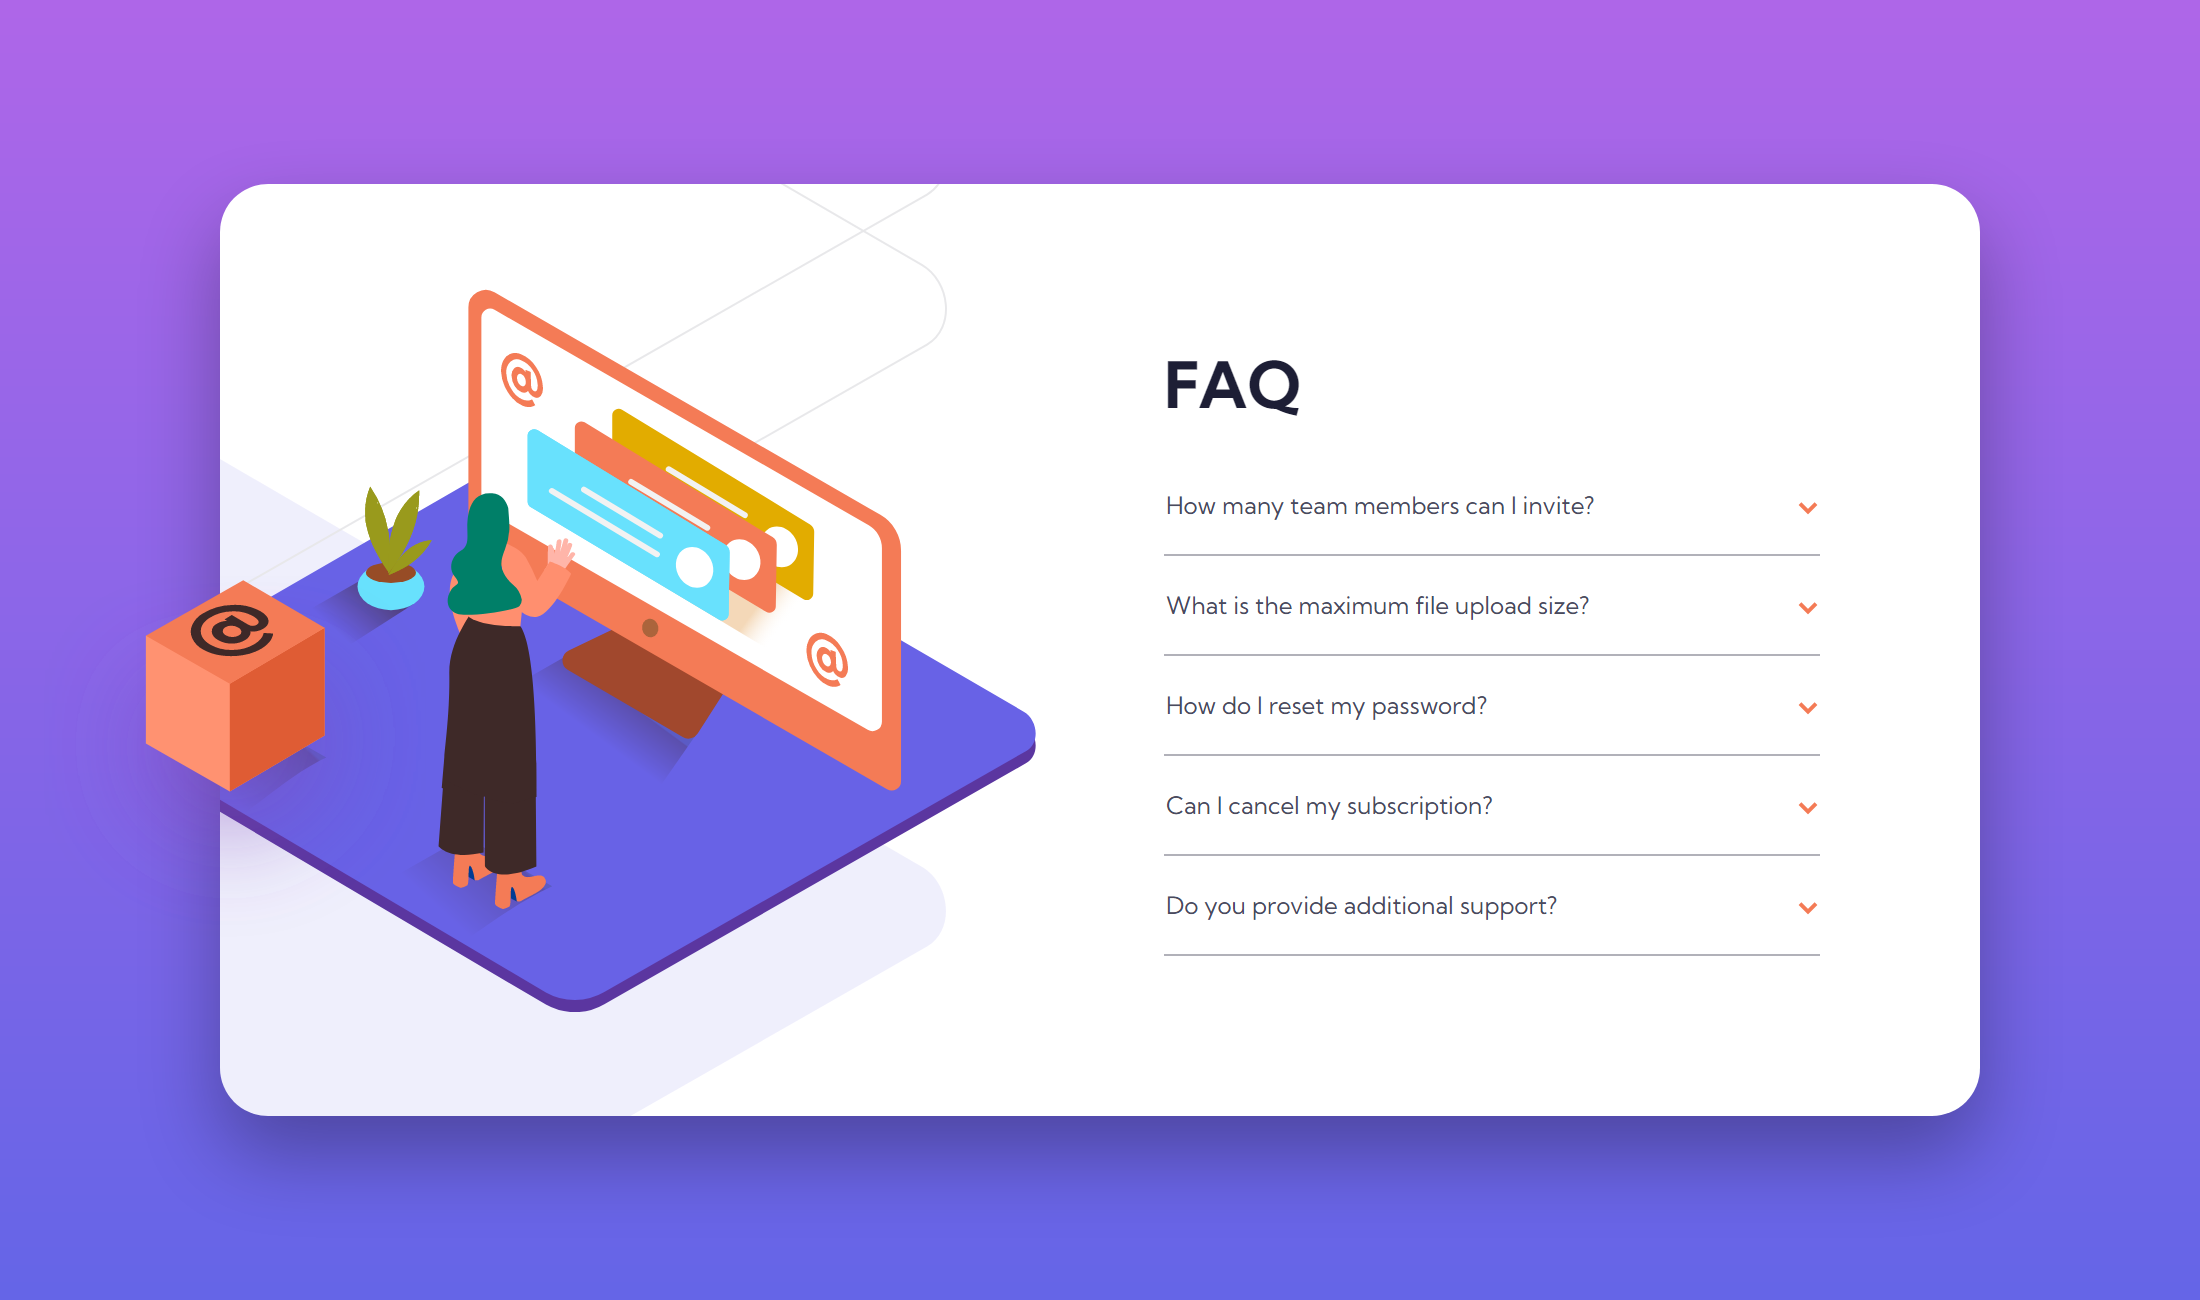 @
@
@
FAQ
How many team members can I invite?
What is the maximum file upload size?
How do I reset my password?
Can I cancel my subscription?
Do you provide additional support?